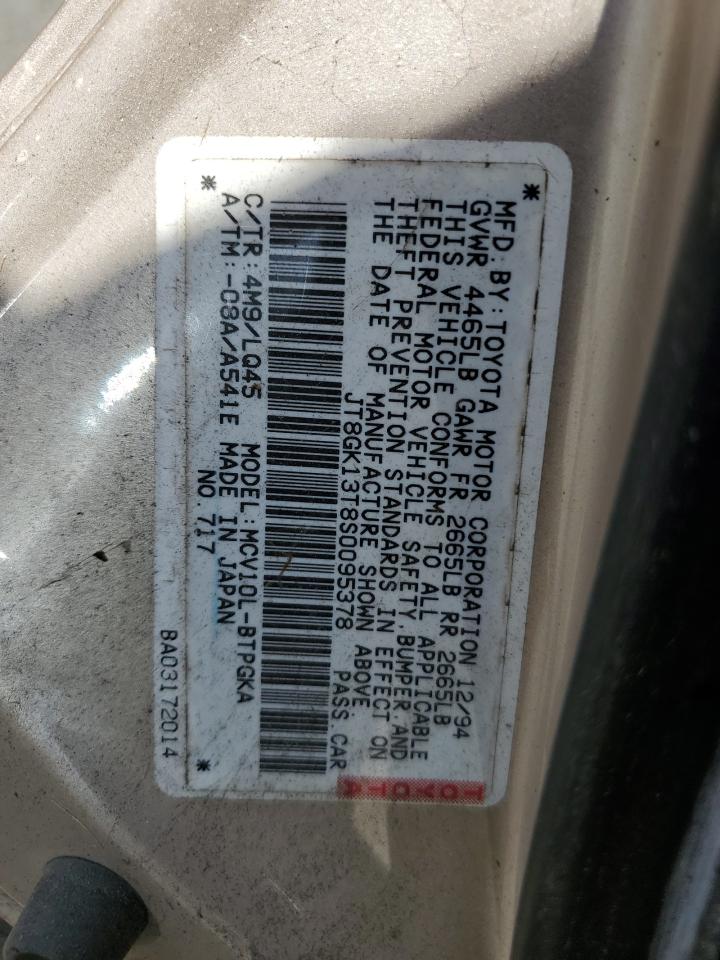 MFD.BY:TOYOTA MOTOR CORPORATION 12/94
GVWR 4465LB GAWR FR 2665LB RR 2665LB
THIS VEHICLE CONFORMS TO ALL APPLICABLE
FEDERAL MOTOR VEHICLE SAFETY,BUMPER,AND
THEFT PREVENTION STANDARDS IN EFFECT ON
THE DATE OF MANUFACTURE SHOWN ABOVE.
JT8GK13T8S0095378 PASS.CAR
C/TR:4M9/LQ45 MODEL:MCV10L-BTPGKA
A/TM:-C8A/A541E MADE IN JAPAN
NO.717
BA03172014
TOYOTA